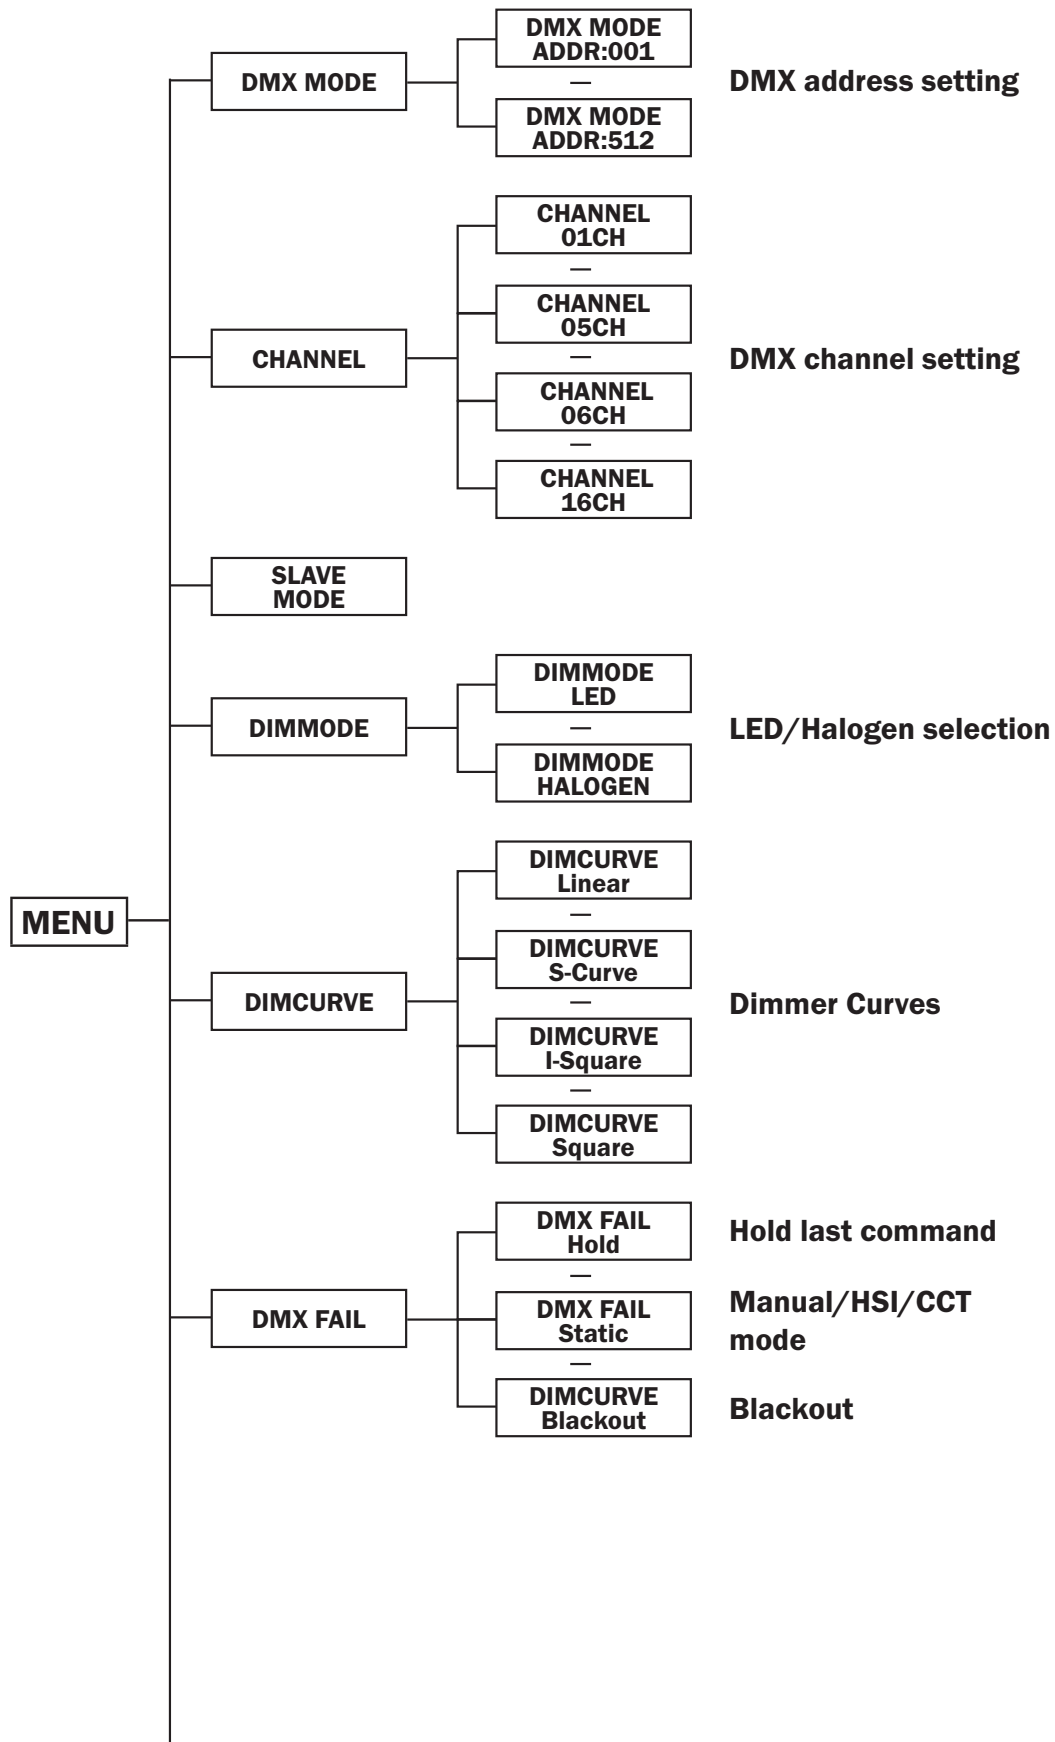 DMX MODE
DMX MODE
ADDR:001
—
DMX MODE
ADDR:512
DMX address setting
CHANNEL
CHANNEL
01CH
—
CHANNEL
05CH
—
CHANNEL
06CH
—
CHANNEL
16CH
DMX channel setting
SLAVE
MODE
DIMMODE
DIMMODE
LED
—
DIMMODE
HALOGEN
LED/Halogen selection
MENU
DIMCURVE
DIMCURVE
Linear
—
DIMCURVE
S-Curve
—
DIMCURVE
I-Square
—
DIMCURVE
Square
Dimmer Curves
DMX FAIL
DMX FAIL
Hold
Hold last command
—
DMX FAIL
Static
Manual/HSI/CCT
mode
—
DIMCURVE
Blackout
Blackout